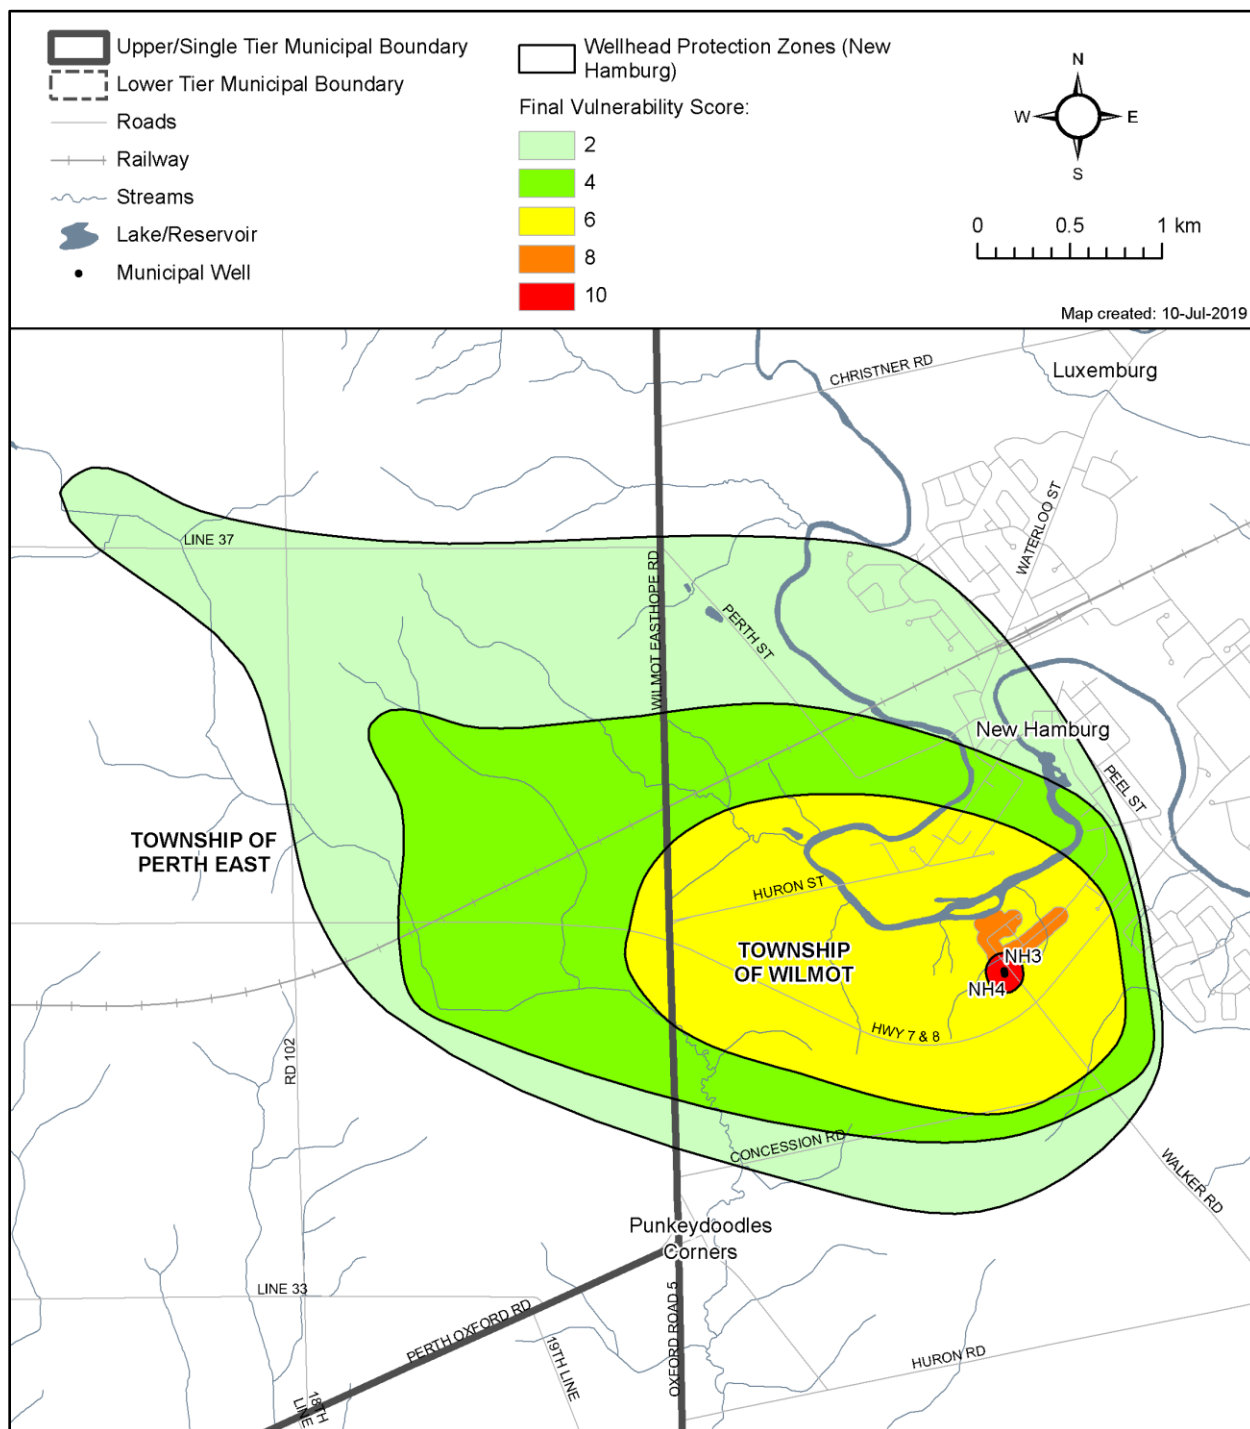 Upper/Single Tier Municipal Boundary
Lower Tier Municipal Boundary
Roads
Railway
Streams
Lake/Reservoir
Municipal Well
Wellhead Protection Zones (New
Hamburg)
Final Vulnerability Score:
2
4
6
8
10
N
W
E
S
0
0.5
1 km
Map created: 10-Jul-2019
CHRISTNER RD
Luxemburg
WATERLOO ST
LINE 37
WILMOT EASTHOPE RD
PERTH ST
New Hamburg
PEEL ST
TOWNSHIP OF
PERTH EAST
HURON ST
TOWNSHIP
OF WILMOT
NH3
NH4
HWY 7 & 8
RD 102
CONCESSION RD
WALKER RD
Punkeydoodles
Corners
LINE 33
PERTH OXFORD RD
OXFORD ROAD 5
19TH LINE
18TH
LINE
HURON RD